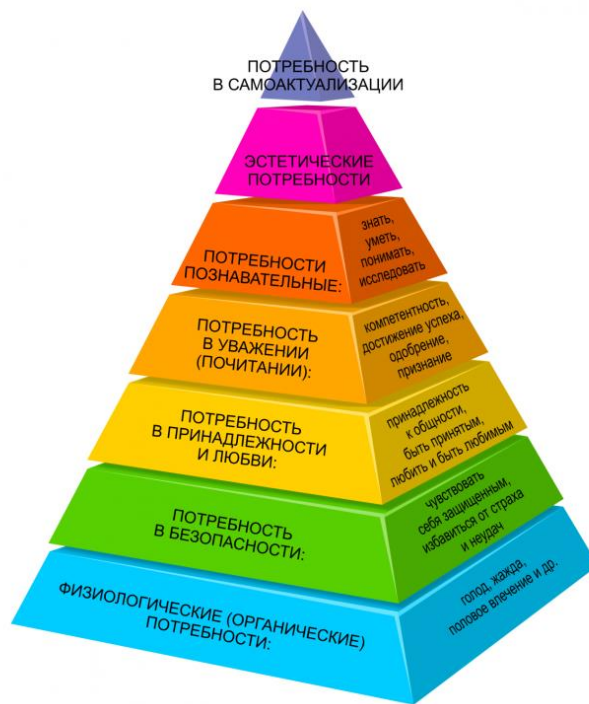 ПОТРЕБНОСТЬ
В САМОАКТУАЛИЗАЦИИ
ЭСТЕТИЧЕСКИЕ
ПОТРЕБНОСТИ
ПОТРЕБНОСТИ
ПОЗНАВАТЕЛЬНЫЕ:
знать,
уметь,
понимать,
исследовать
ПОТРЕБНОСТЬ
В УВАЖЕНИИ
(ПОЧИТАНИИ):
компетентность,
достижение успеха,
одобрение,
признание
ПОТРЕБНОСТЬ
В ПРИНАДЛЕЖНОСТИ
И ЛЮБВИ:
принадлежность
к общности,
быть принятым,
любить и быть любимым
ПОТРЕБНОСТЬ
В БЕЗОПАСНОСТИ:
чувствовать
себя защищенным,
избавиться от страха
и неудач
ФИЗИОЛОГИЧЕСКИЕ (ОРГАНИЧЕСКИЕ)
ПОТРЕБНОСТИ:
голод, жажда,
половое влечение и др.